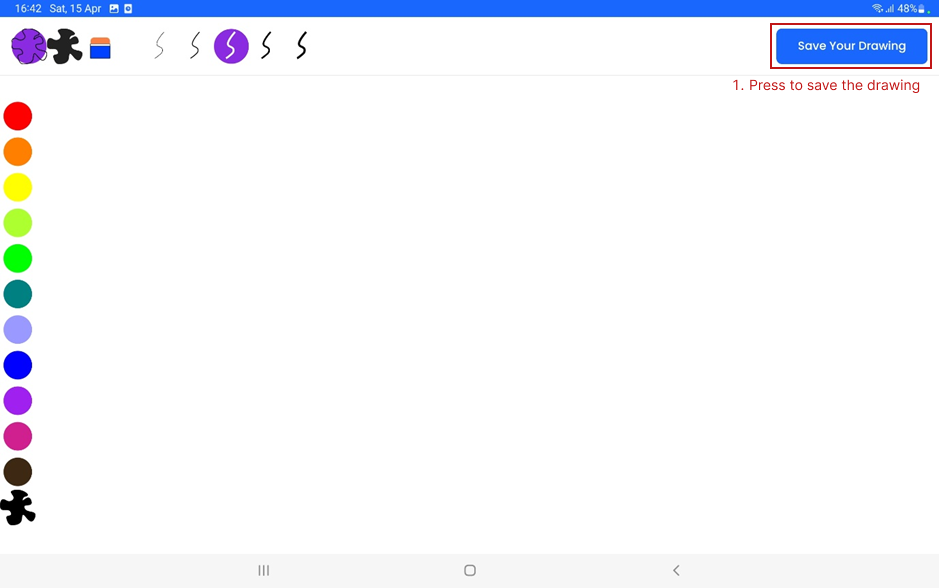 16:42 Sat, 15 Apr 48%
Save Your Drawing
1. Press to save the drawing